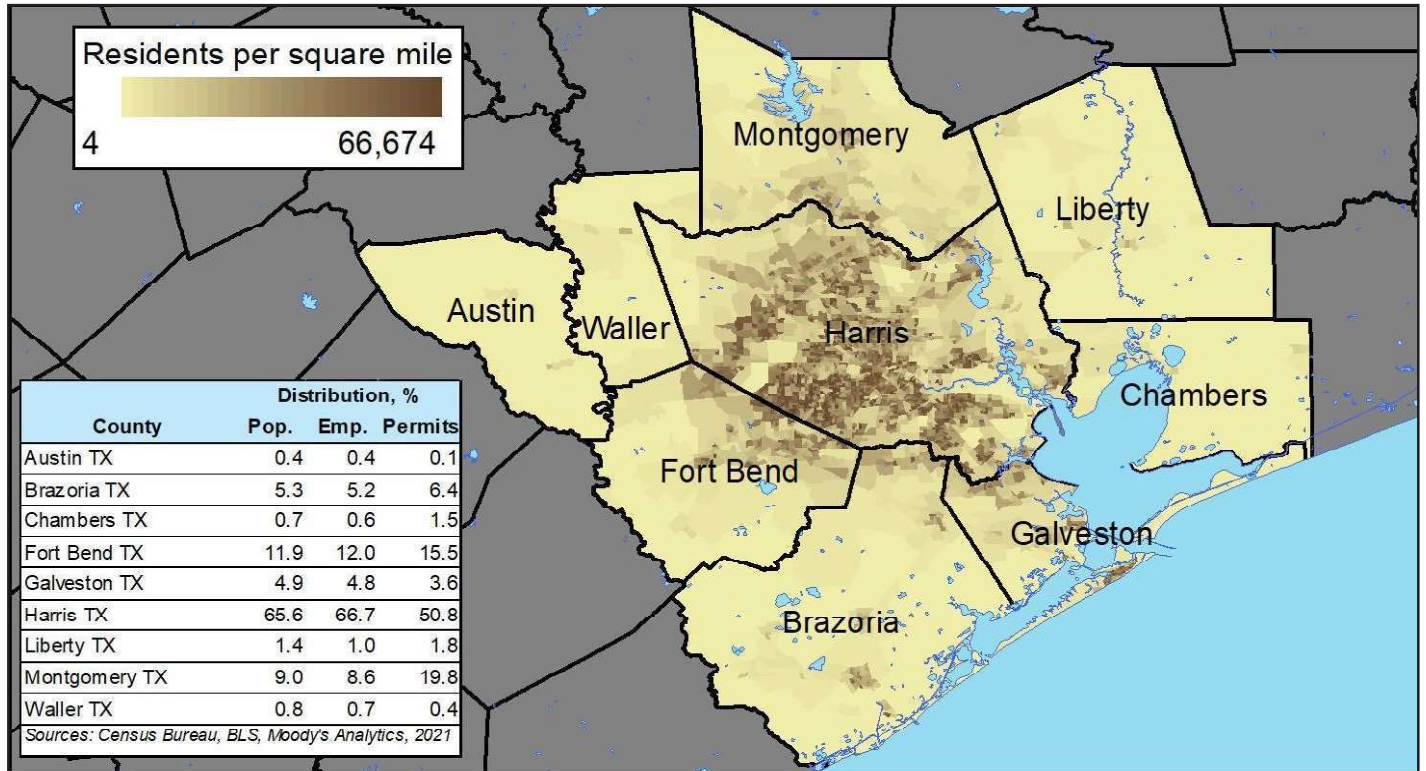 Residents per square mile
4 66,674
Montgomery
Liberty
Austin
Waller
Harris
Chambers
Fort Bend
Galveston
Brazoria
Distribution, %
County Pop. Emp. Permits
Austin TX 0.4 0.4 0.1
Brazoria TX 5.3 5.2 6.4
Chambers TX 0.7 0.6 1.5
Fort Bend TX 11.9 12.0 15.5
Galveston TX 4.9 4.8 3.6
Harris TX 65.6 66.7 50.8
Liberty TX 1.4 1.0 1.8
Montgomery TX 9.0 8.6 19.8
Waller TX 0.8 0.7 0.4
Sources: Census Bureau, BLS, Moody's Analytics, 2021